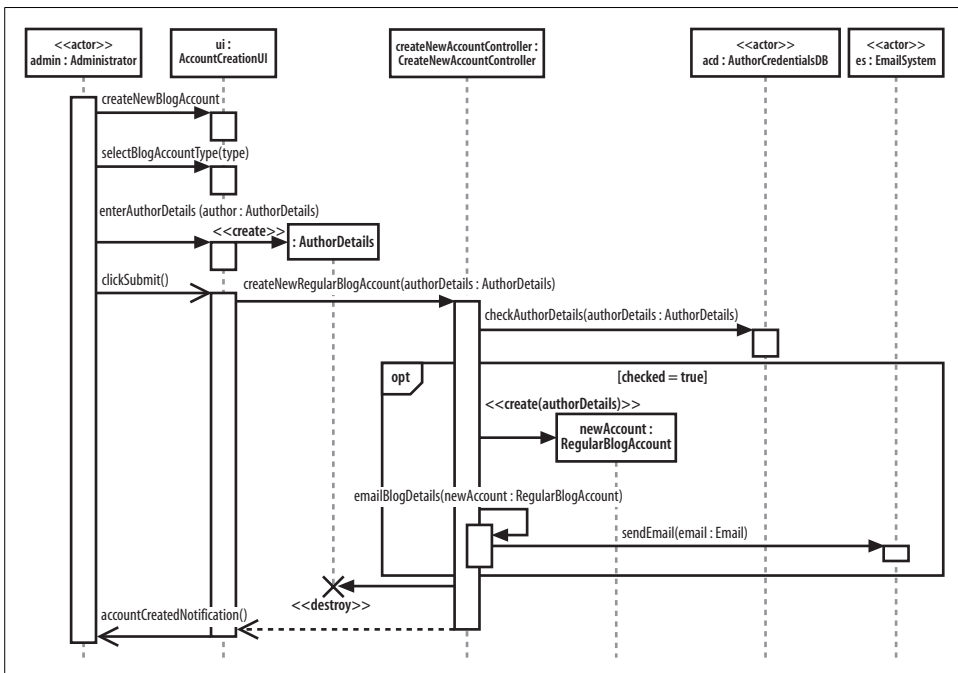 <<actor>>
admin : Administrator
ui :
AccountCreationUI
createNewAccountController :
CreateNewAccountController
<<actor>>
acd : AuthorCredentialsDB
<<actor>>
es : EmailSystem
createNewBlogAccount
selectBlogAccountType(type)
enterAuthorDetails (author : AuthorDetails)
<<create>>
: AuthorDetails
clickSubmit()
createNewRegularBlogAccount(authorDetails : AuthorDetails)
checkAuthorDetails(authorDetails : AuthorDetails)
opt
[checked = true]
<<create(authorDetails)>>
newAccount :
RegularBlogAccount
emailBlogDetails(newAccount : RegularBlogAccount)
sendEmail(email : Email)
<<destroy>>
accountCreatedNotification()